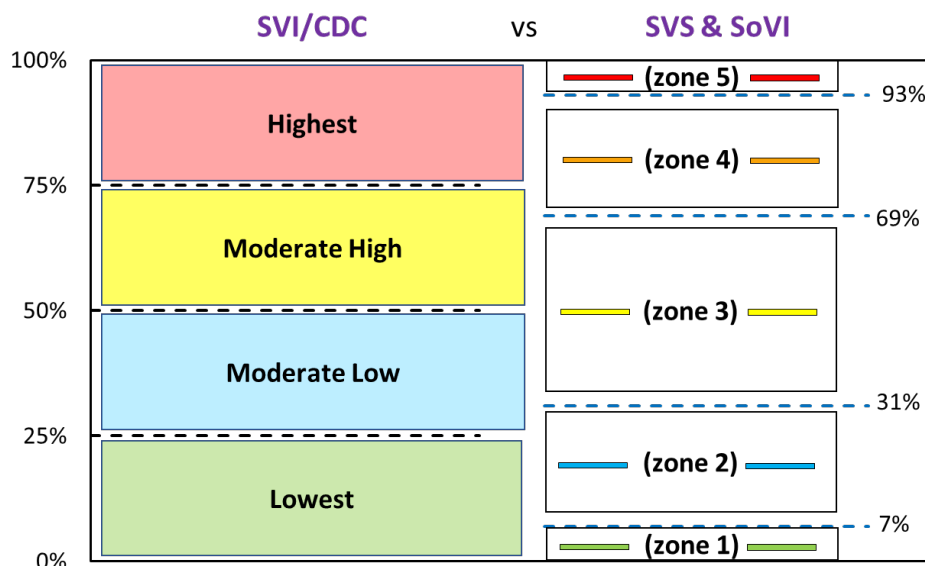 SVI/CDC vs SVS & SoVI
100%
(zone 5)
93%
Highest
(zone 4)
75%
69%
Moderate High
(zone 3)
50%
Moderate Low
31%
25%
(zone 2)
Lowest
7%
(zone 1)
0%